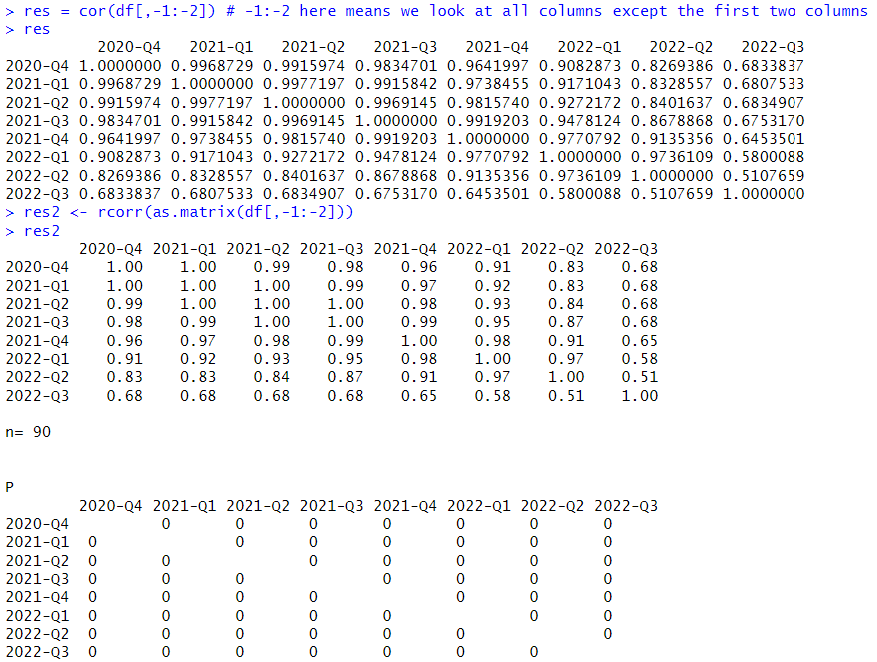 > res = cor(df[,-1:-2]) # -1:-2 here means we look at all columns except the first two columns
> res
          2020-Q4   2021-Q1   2021-Q2   2021-Q3   2021-Q4   2022-Q1   2022-Q2   2022-Q3
2020-Q4 1.0000000 0.9968729 0.9915974 0.9834701 0.9641997 0.9082873 0.8269386 0.6833837
2021-Q1 0.9968729 1.0000000 0.9977197 0.9915842 0.9738455 0.9171043 0.8328557 0.6807533
2021-Q2 0.9915974 0.9977197 1.0000000 0.9969145 0.9815740 0.9272172 0.8401637 0.6834907
2021-Q3 0.9834701 0.9915842 0.9969145 1.0000000 0.9919203 0.9478124 0.8678868 0.6753170
2021-Q4 0.9641997 0.9738455 0.9815740 0.9919203 1.0000000 0.9770792 0.9135356 0.6453501
2022-Q1 0.9082873 0.9171043 0.9272172 0.9478124 0.9770792 1.0000000 0.9736109 0.5800088
2022-Q2 0.8269386 0.8328557 0.8401637 0.8678868 0.9135356 0.9736109 1.0000000 0.5107659
2022-Q3 0.6833837 0.6807533 0.6834907 0.6753170 0.6453501 0.5800088 0.5107659 1.0000000
> res2 <- rcorr(as.matrix(df[,-1:-2]))
> res2
        2020-Q4 2021-Q1 2021-Q2 2021-Q3 2021-Q4 2022-Q1 2022-Q2 2022-Q3
2020-Q4    1.00    1.00    0.99    0.98    0.96    0.91    0.83    0.68
2021-Q1    1.00    1.00    1.00    0.99    0.97    0.92    0.83    0.68
2021-Q2    0.99    1.00    1.00    1.00    0.98    0.93    0.84    0.68
2021-Q3    0.98    0.99    1.00    1.00    0.99    0.95    0.87    0.68
2021-Q4    0.96    0.97    0.98    0.99    1.00    0.98    0.91    0.65
2022-Q1    0.91    0.92    0.93    0.95    0.98    1.00    0.97    0.58
2022-Q2    0.83    0.83    0.84    0.87    0.91    0.97    1.00    0.51
2022-Q3    0.68    0.68    0.68    0.68    0.65    0.58    0.51    1.00
n= 90
P
        2020-Q4 2021-Q1 2021-Q2 2021-Q3 2021-Q4 2022-Q1 2022-Q2 2022-Q3
2020-Q4          0       0       0       0       0       0       0
2021-Q1  0               0       0       0       0       0       0
2021-Q2  0       0               0       0       0       0       0
2021-Q3  0       0       0               0       0       0       0
2021-Q4  0       0       0       0               0       0       0
2022-Q1  0       0       0       0       0               0       0
2022-Q2  0       0       0       0       0       0               0
2022-Q3  0       0       0       0       0       0       0